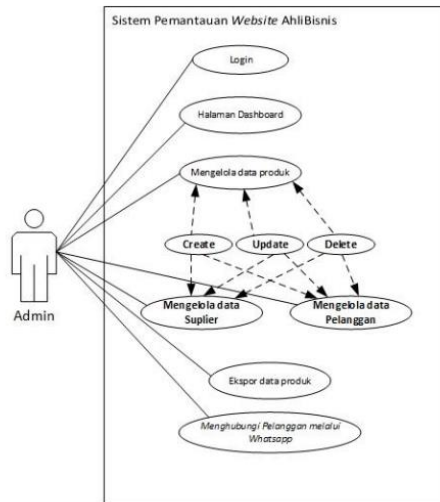 Sistem Pemantauan Website AhliBisnis
Login
Halaman Dashboard
Mengelola data produk
Create
Update
Delete
Admin
Mengelola data
Suplier
Mengelola data
Pelanggan
Ekspor data produk
Menghubungi Pelanggan melalui
Whatsapp